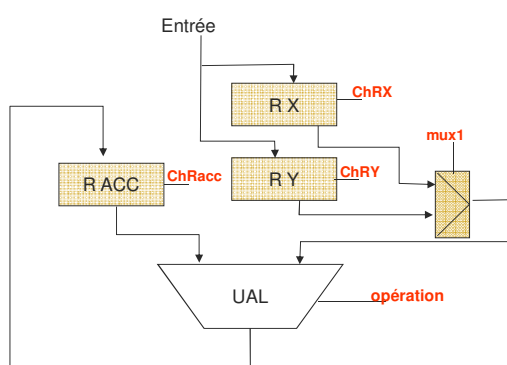 Entrée
ChRX
R X
mux1
ChRacc
R ACC
ChRY
R Y
UAL
opération